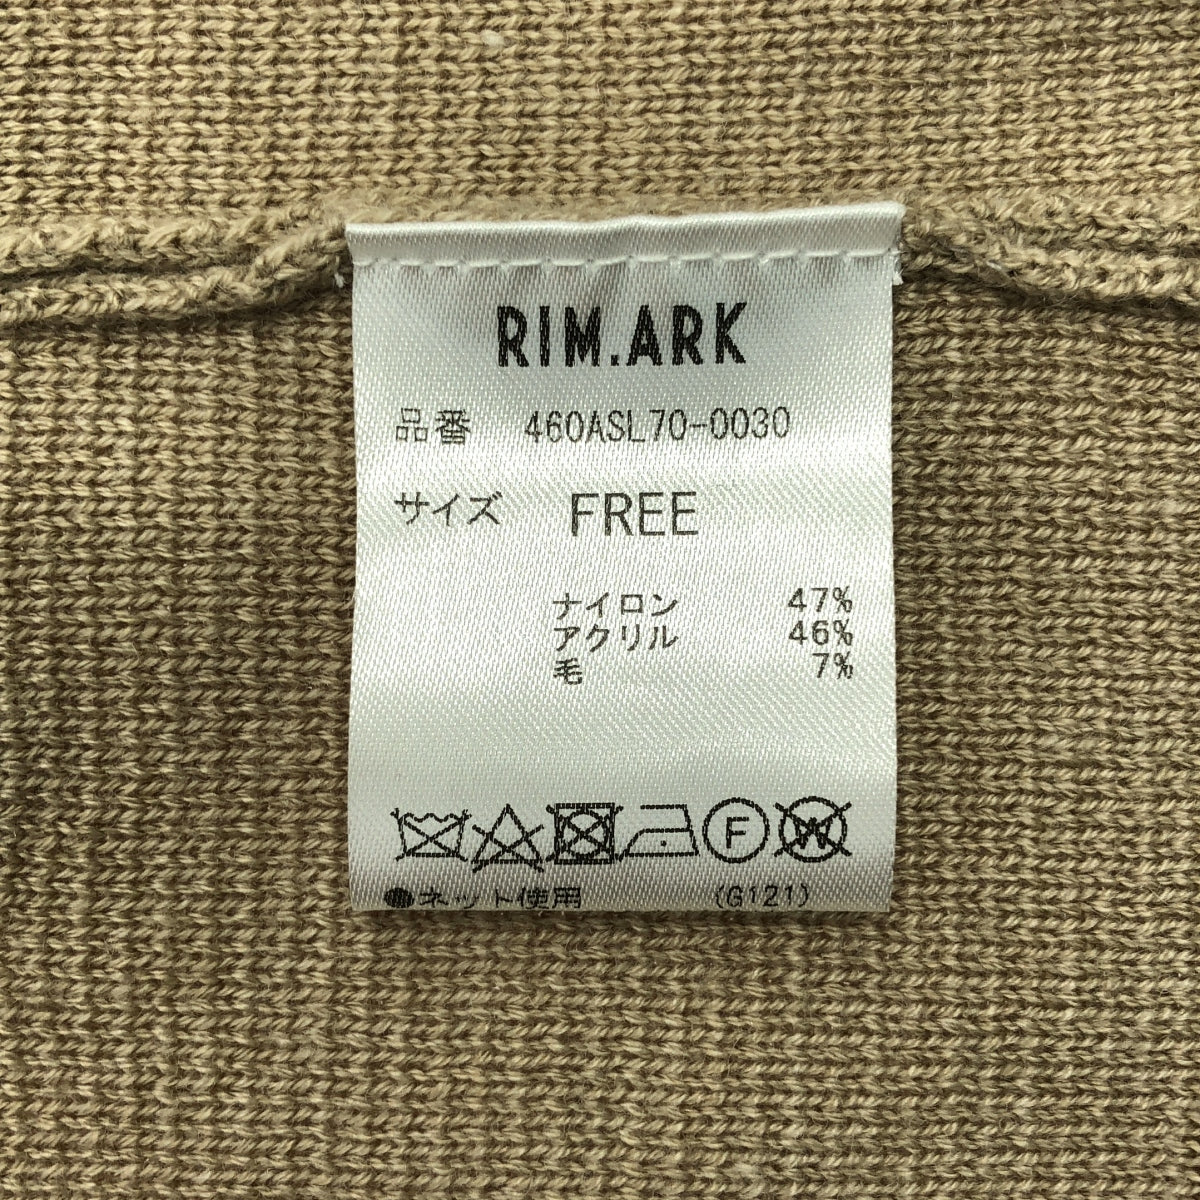 RIM.ARK
品番 460ASL70-0030
サイズ FREE
ナイロン 47%
アクリル 46%
毛 7%
F W
●ネット使用 (G121)